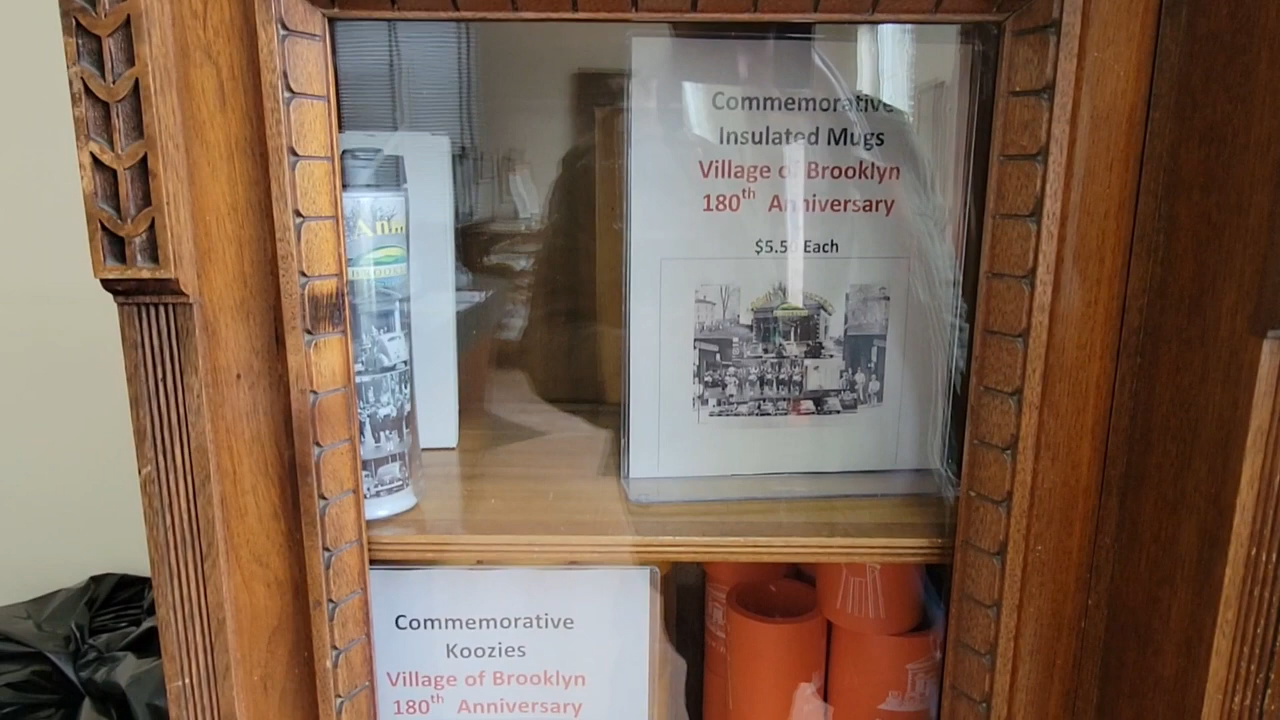 Commemorative
Insulated Mugs
Village of Brooklyn
180th Anniversary
$5.50 Each
Commemorative
Koozies
Village of Brooklyn
180th Anniversary